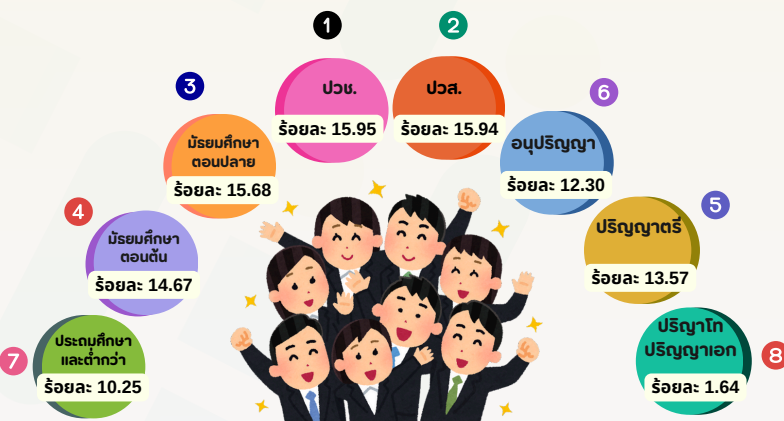 1
ปวช.
ร้อยละ 15.95
2
ปวส.
ร้อยละ 15.94
3
มัธยมศึกษา
ตอนปลาย
ร้อยละ 15.68
6
อนุปริญญา
ร้อยละ 12.30
4
มัธยมศึกษา
ตอนต้น
ร้อยละ 14.67
5
ปริญญาตรี
ร้อยละ 13.57
7
ประถมศึกษา
และต่ำกว่า
ร้อยละ 10.25
8
ปริญาโท
ปริญญาเอก
ร้อยละ 1.64